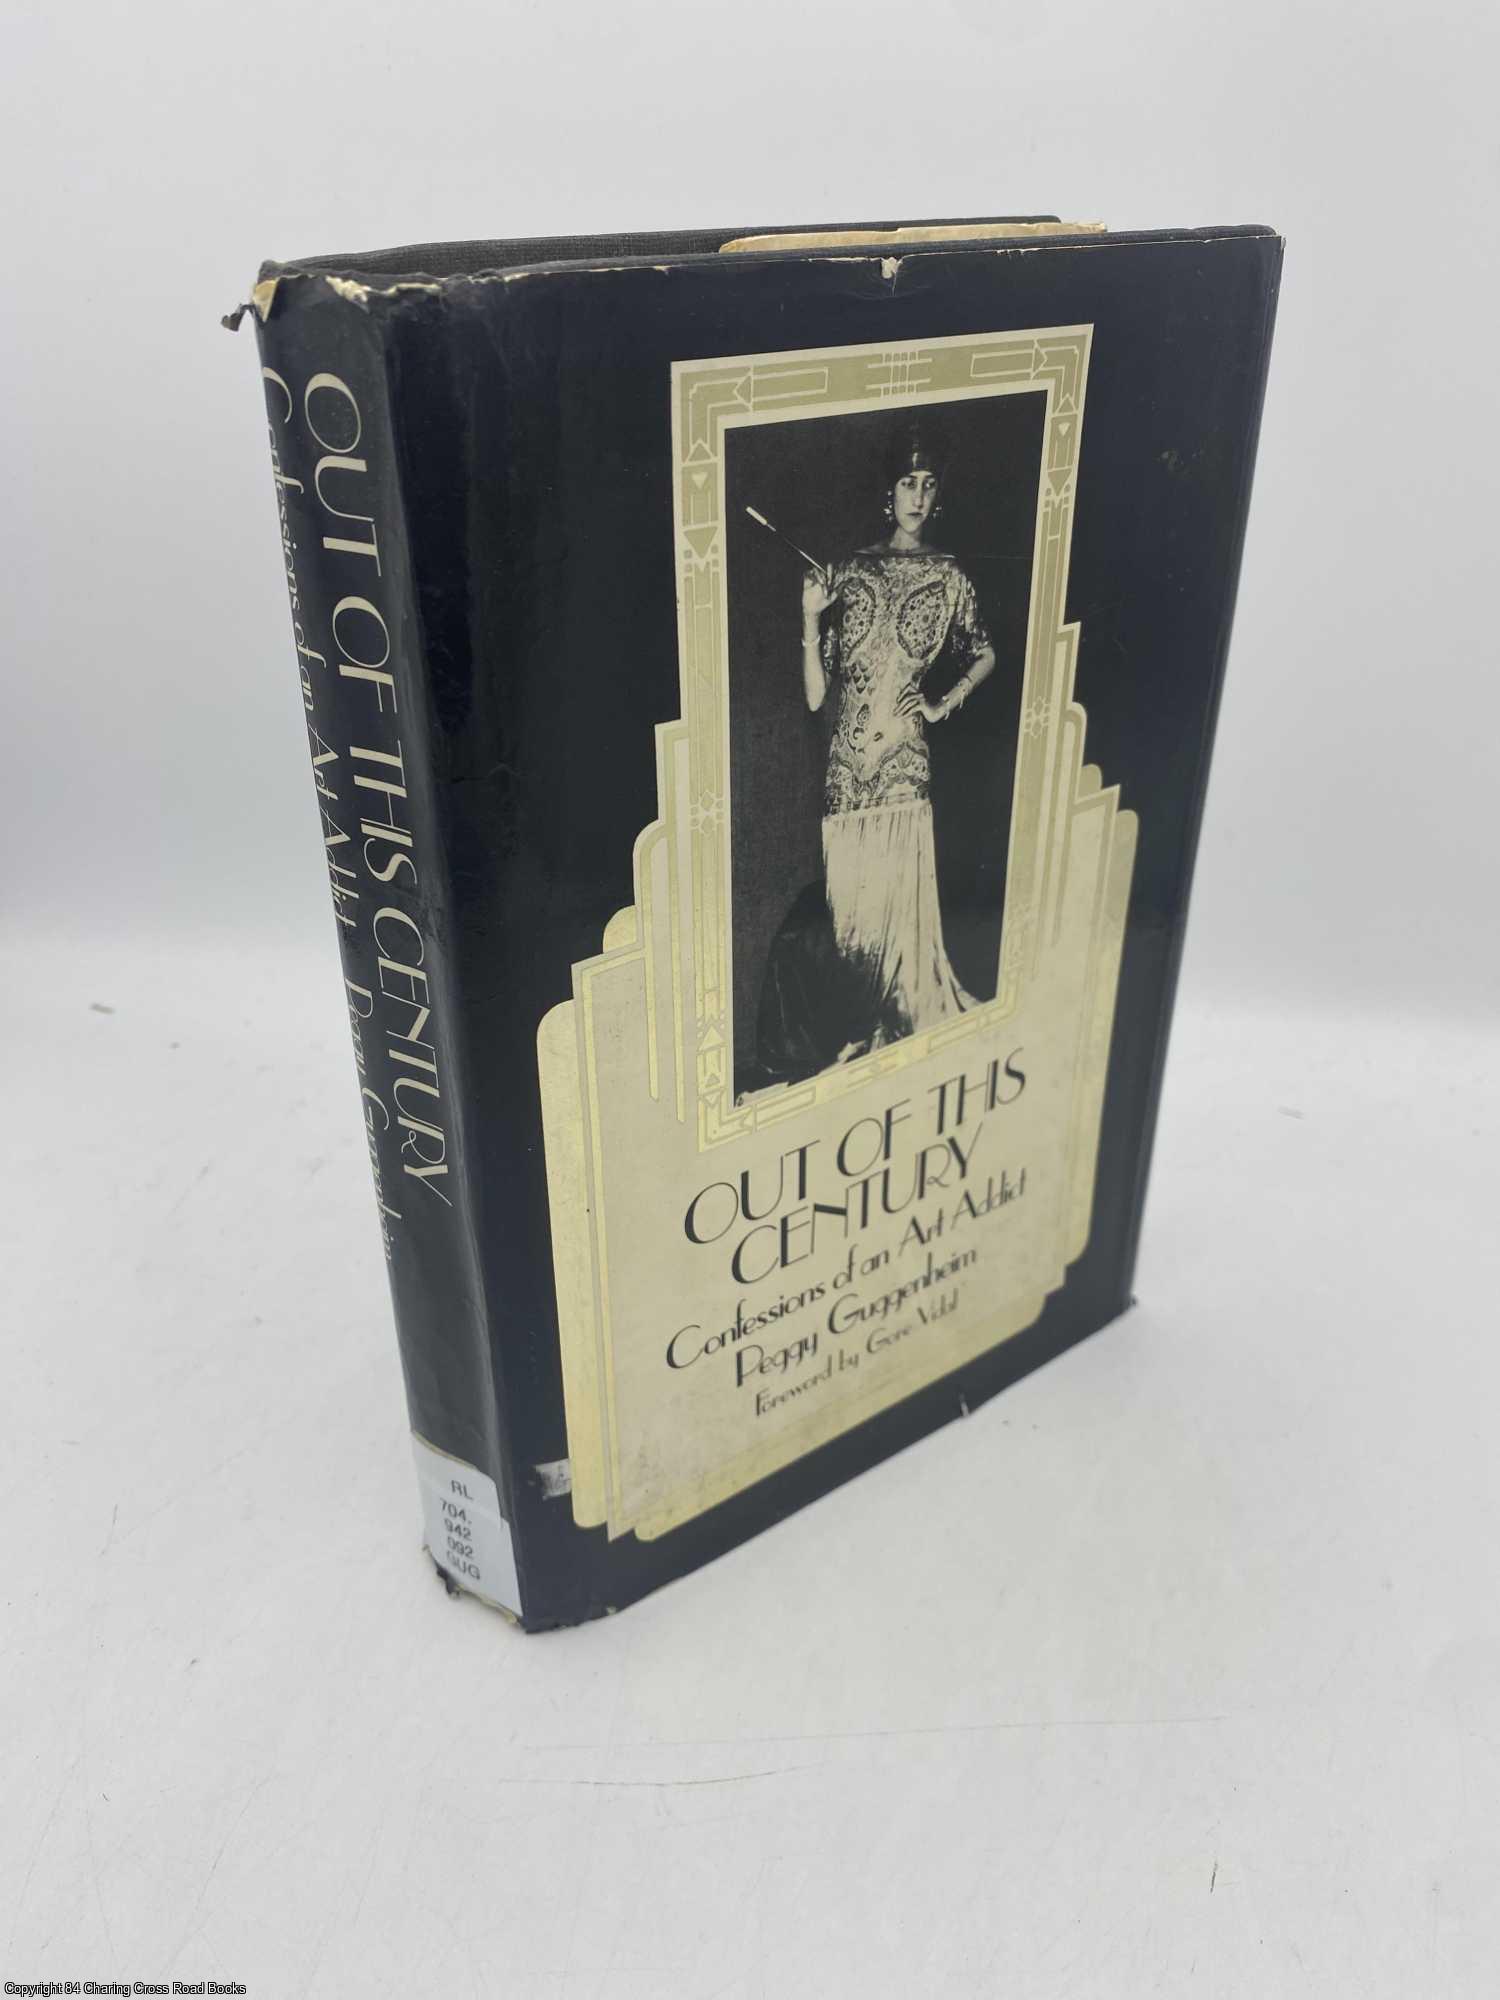 OUT OF THIS CENTURY
Confessions of an Art Addict Peggy Guggenheim
RL
704.
942
092
GUG
OUT OF THIS
CENTURY
Confessions of an Art Addict
Peggy Guggenheim
Foreword by Gore Vidal
Copyright 84 Charing Cross Road Books